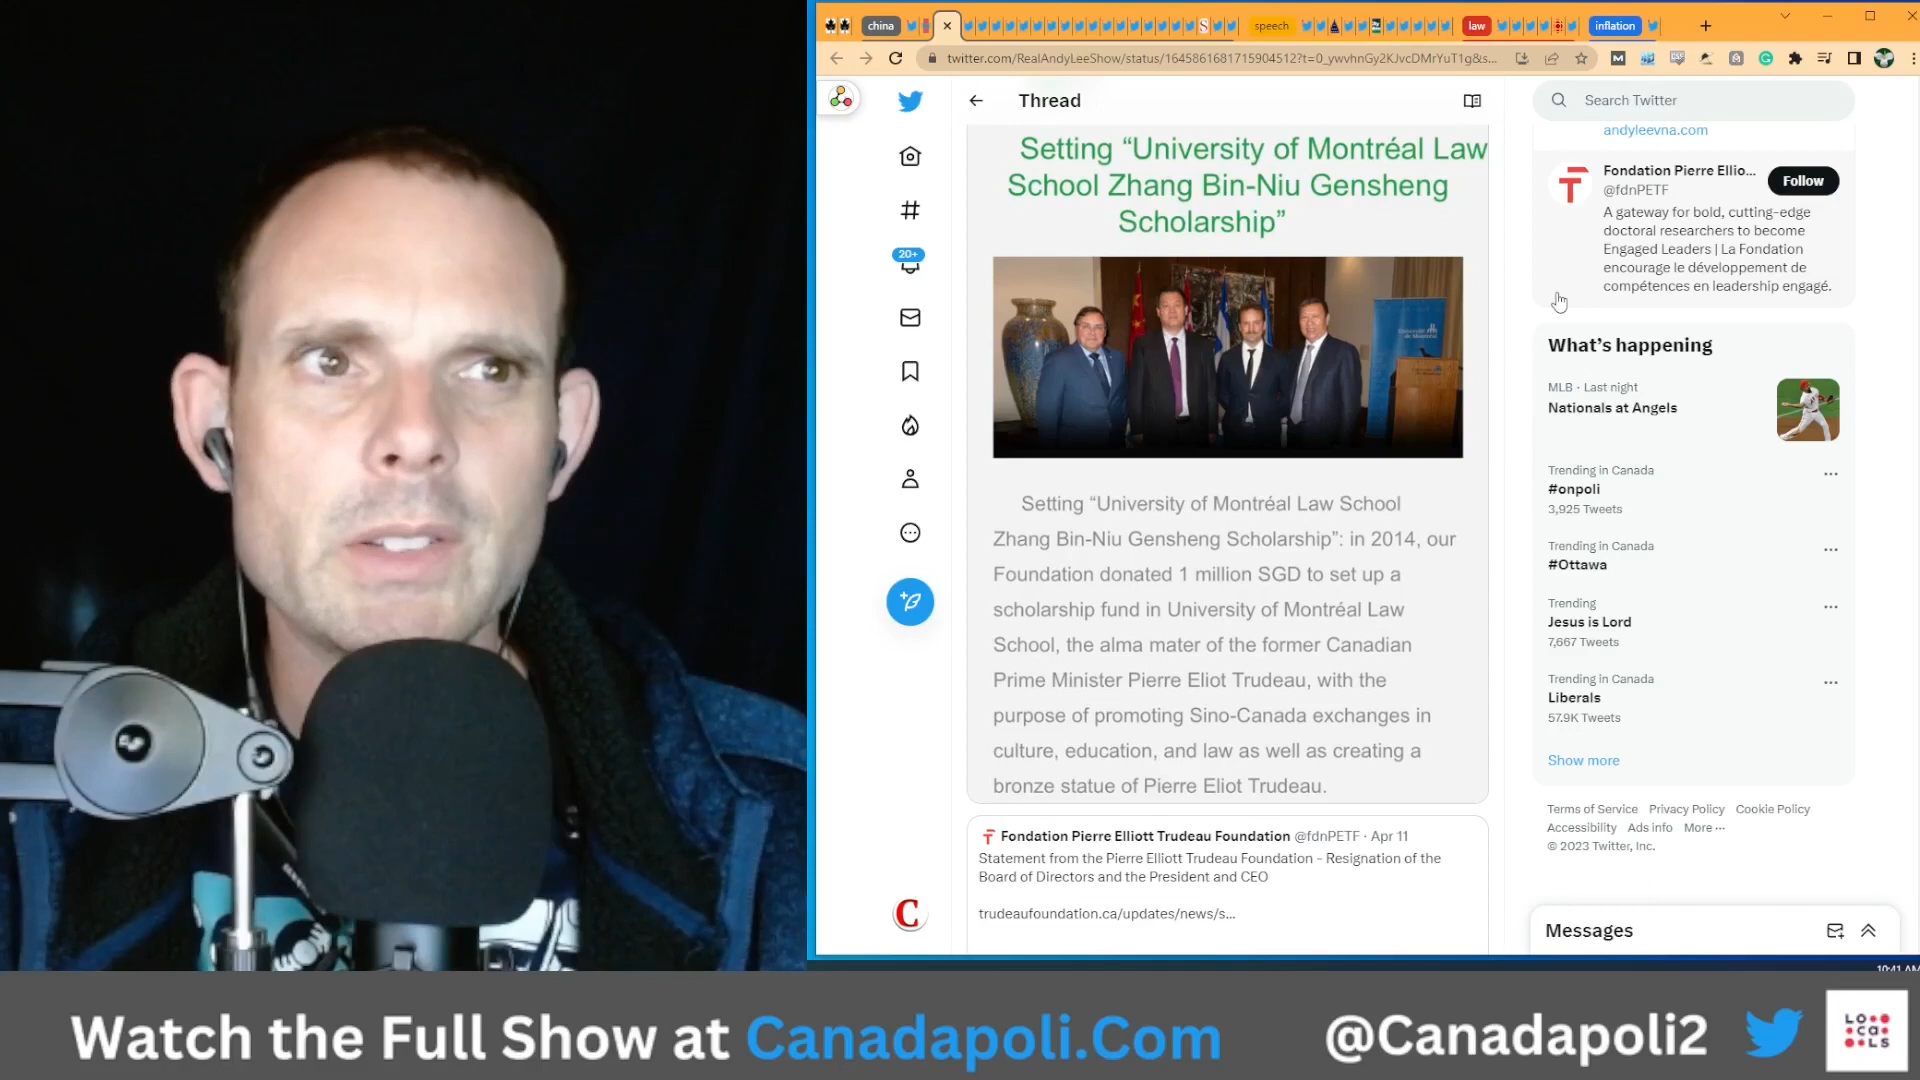 china
speech
law
inflation
twitter.com/RealAndyLeeShow/status/1645861681715904512?t=0_ywvhnGy2KJvcDMrYuT1g&s...
Thread
Search Twitter
20+
Setting “University of Montréal Law
School Zhang Bin-Niu Gensheng
Scholarship”
Setting “University of Montréal Law School
Zhang Bin-Niu Gensheng Scholarship”: in 2014, our
Foundation donated 1 million SGD to set up a
scholarship fund in University of Montréal Law
School, the alma mater of the former Canadian
Prime Minister Pierre Eliot Trudeau, with the
purpose of promoting Sino-Canada exchanges in
culture, education, and law as well as creating a
bronze statue of Pierre Eliot Trudeau.
Fondation Pierre Elliott Trudeau Foundation @fdnPETF · Apr 11
Statement from the Pierre Elliott Trudeau Foundation - Resignation of the
Board of Directors and the President and CEO
trudeaufoundation.ca/updates/news/s...
andyleevna.com
Fondation Pierre Ellio...
Follow
@fdnPETF
A gateway for bold, cutting-edge
doctoral researchers to become
Engaged Leaders | La Fondation
encourage le développement de
compétences en leadership engagé.
What’s happening
MLB · Last night
Nationals at Angels
Trending in Canada
#onpoli
3,925 Tweets
Trending in Canada
#Ottawa
Trending
Jesus is Lord
7,667 Tweets
Trending in Canada
Liberals
57.9K Tweets
Show more
Terms of Service Privacy Policy Cookie Policy
Accessibility Ads info More ...
© 2023 Twitter, Inc.
Messages
C
10:41 AM
Watch the Full Show at Canadapoli.Com
@Canadapoli2
LO
ca
LS